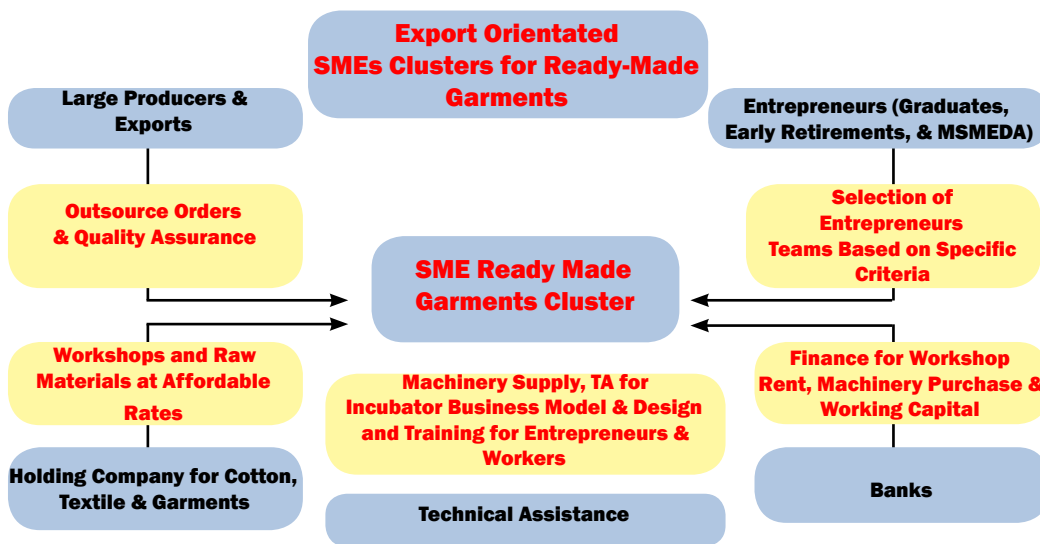 Export Orientated
SMEs Clusters for Ready-Made
Garments
Large Producers &
Exports
Entrepreneurs (Graduates,
Early Retirements, & MSMEDA)
Outsource Orders
& Quality Assurance
Selection of
Entrepreneurs
Teams Based on Specific
Criteria
SME Ready Made
Garments Cluster
Workshops and Raw
Materials at Affordable
Rates
Machinery Supply, TA for
Incubator Business Model & Design
and Training for Entrepreneurs &
Workers
Finance for Workshop
Rent, Machinery Purchase &
Working Capital
Holding Company for Cotton,
Textile & Garments
Technical Assistance
Banks